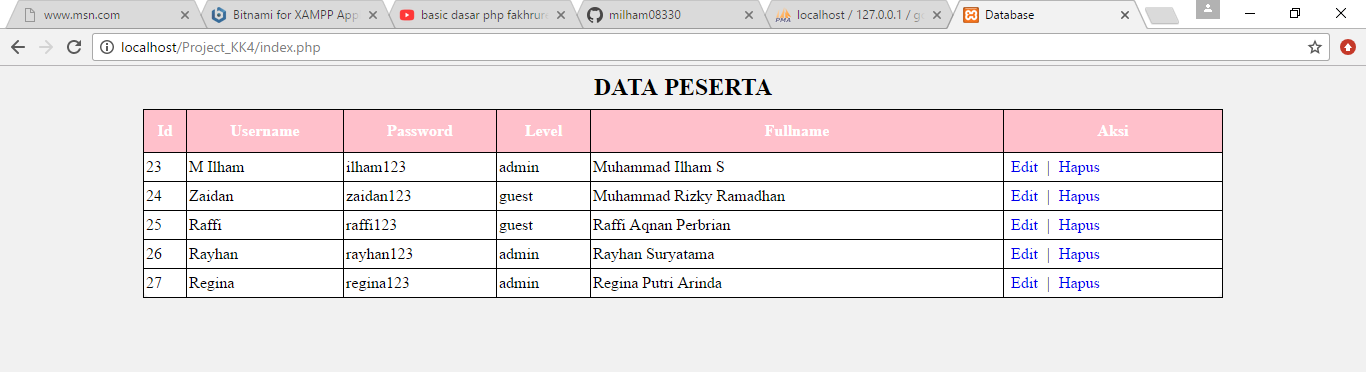 www.msn.com Bitnami for XAMPP App basic dasar php fakhrur milham08330 localhost / 127.0.0.1 / g Database
localhost/Project_KK4/index.php
DATA PESERTA
Id Username Password Level Fullname Aksi
23 M Ilham ilham123 admin Muhammad Ilham S Edit | Hapus
24 Zaidan zaidan123 guest Muhammad Rizky Ramadhan Edit | Hapus
25 Raffi raffi123 guest Raffi Aqnan Perbrian Edit | Hapus
26 Rayhan rayhan123 admin Rayhan Suryatama Edit | Hapus
27 Regina regina123 admin Regina Putri Arinda Edit | Hapus